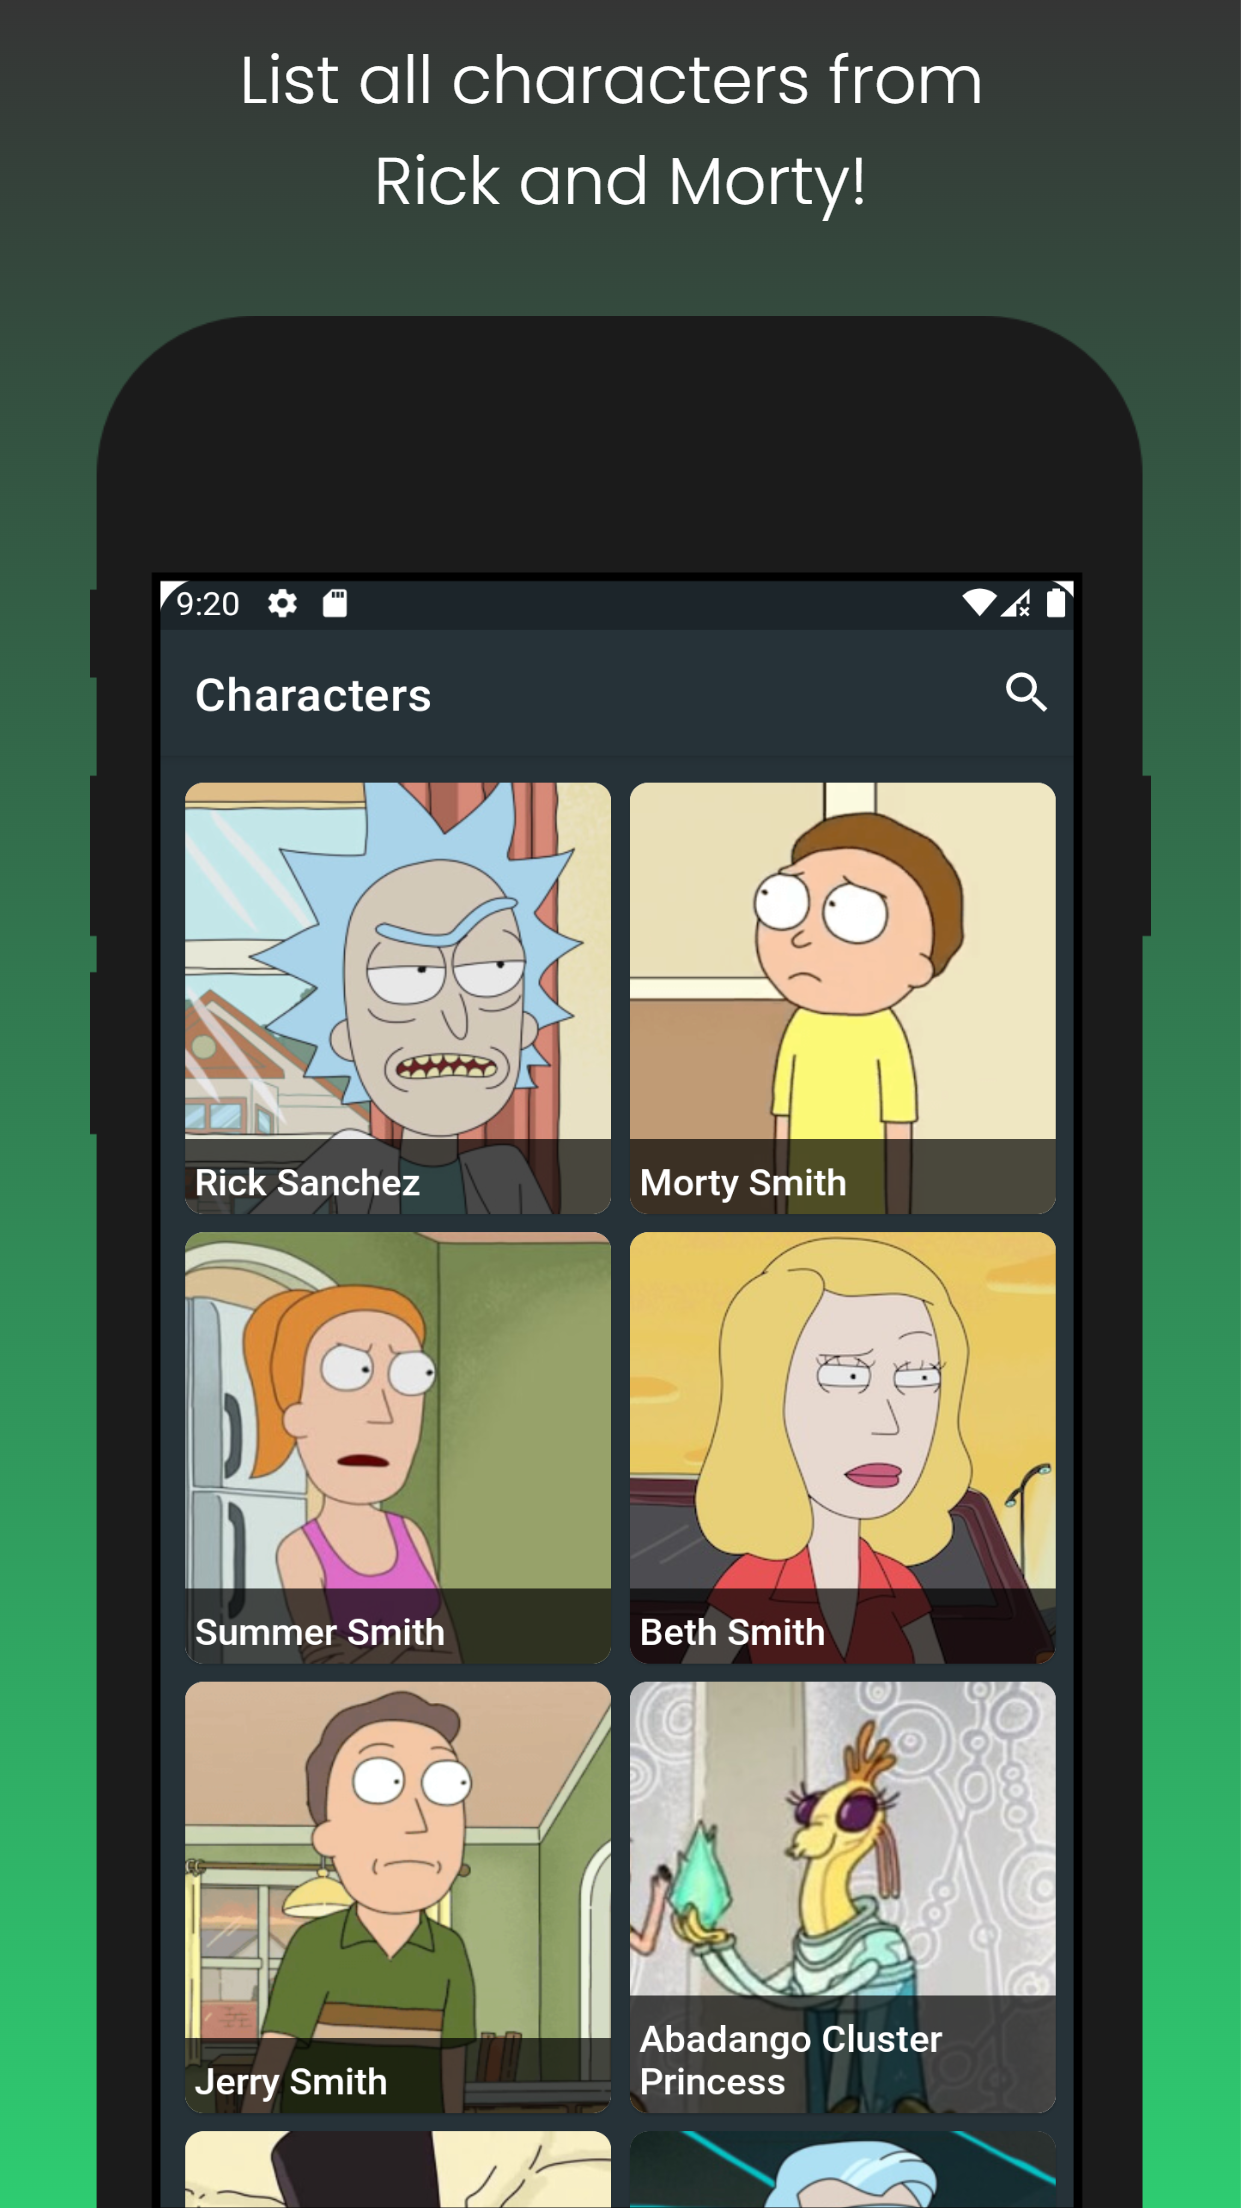 List all characters from
Rick and Morty!
9:20
Characters
Rick Sanchez
Morty Smith
Summer Smith
Beth Smith
Jerry Smith
Abadango Cluster
Princess